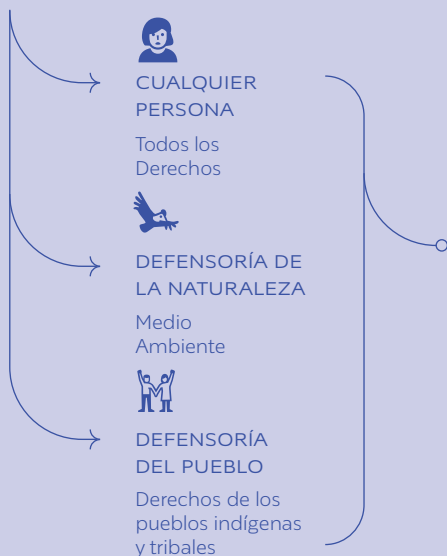 CUALQUIER
PERSONA
Todos los
Derechos
DEFENSORÍA DE
LA NATURALEZA
Medio
Ambiente
DEFENSORÍA
DEL PUEBLO
Derechos de los
pueblos indígenas
y tribales